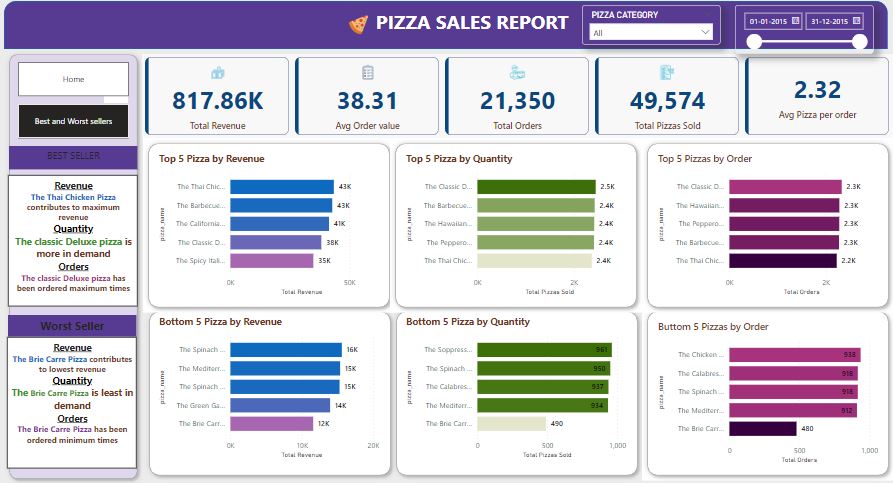 PIZZA SALES REPORT
PIZZA CATEGORY
All
01-01-2015
31-12-2015
Home
Best and Worst sellers
BEST SELLER
Revenue
The Thai Chicken Pizza
contributes to maximum
revenue
Quantity
The classic Deluxe pizza is
more in demand
Orders
The classic Deluxe pizza has
been ordered maximum times
Worst Seller
Revenue
The Brie Carre Pizza contributes
to lowest revenue
Quantity
The Brie Carre Pizza is least in
demand
Orders
The Brie Carre Pizza has been
ordered minimum times
817.86K
Total Revenue
38.31
Avg Order value
21,350
Total Orders
49,574
Total Pizzas Sold
2.32
Avg Pizza per order
Top 5 Pizza by Revenue
pizza_name
The Thai Chic... 43K
The Barbecue... 43K
The California... 41K
The Classic D... 38K
The Spicy Itali... 35K
0K 50K
Total Revenue
Top 5 Pizza by Quantity
pizza_name
The Classic D... 2.5K
The Barbecue... 2.4K
The Hawaiian... 2.4K
The Peppero... 2.4K
The Thai Chic... 2.4K
0K 2K
Total Pizzas Sold
Top 5 Pizzas by Order
pizza_name
The Classic D... 2.3K
The Hawaiian... 2.3K
The Peppero... 2.3K
The Barbecue... 2.3K
The Thai Chic... 2.2K
0K 2K
Total Orders
Bottom 5 Pizza by Revenue
pizza_name
The Spinach ... 16K
The Mediterr... 15K
The Spinach ... 15K
The Green Ga... 14K
The Brie Carr... 12K
0K 10K 20K
Total Revenue
Bottom 5 Pizza by Quantity
pizza_name
The Soppress... 961
The Spinach ... 950
The Calabres... 937
The Mediterr... 934
The Brie Carr... 490
0 500 1,000
Total Pizzas Sold
Buttom 5 Pizzas by Order
pizza_name
The Chicken ... 938
The Calabres... 918
The Spinach ... 918
The Mediterr... 912
The Brie Carr... 480
0 500 1,000
Total Orders